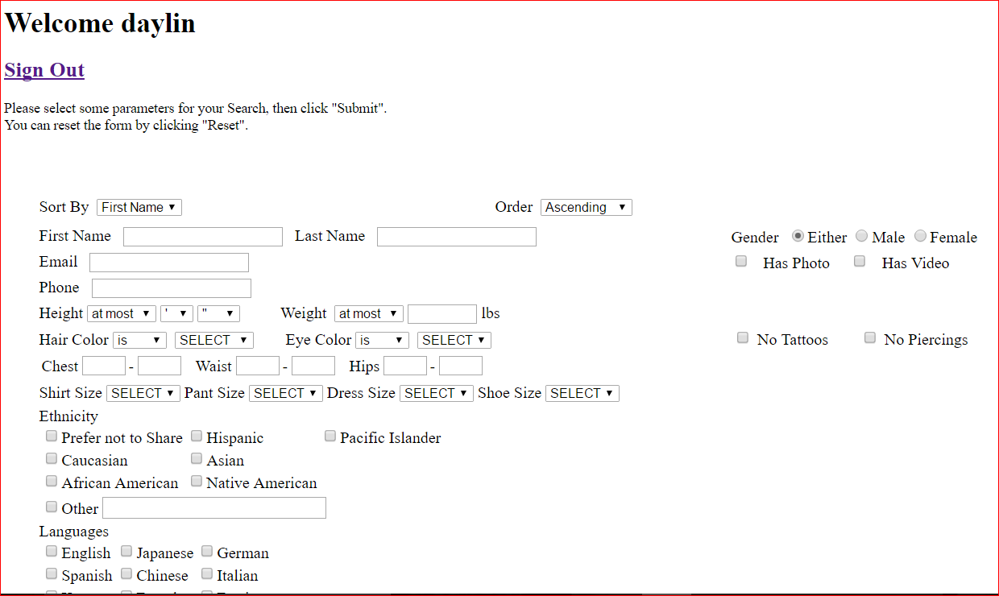 Welcome daylin
Sign Out
Please select some parameters for your Search, then click "Submit".
You can reset the form by clicking "Reset".
Sort By First Name Order Ascending
First Name Last Name Gender Either Male Female
Email Has Photo Has Video
Phone
Height at most ' " Weight at most lbs
Hair Color is SELECT Eye Color is SELECT No Tattoos No Piercings
Chest - Waist - Hips -
Shirt Size SELECT Pant Size SELECT Dress Size SELECT Shoe Size SELECT
Ethnicity
Prefer not to Share Hispanic Pacific Islander
Caucasian Asian
African American Native American
Other
Languages
English Japanese German
Spanish Chinese Italian